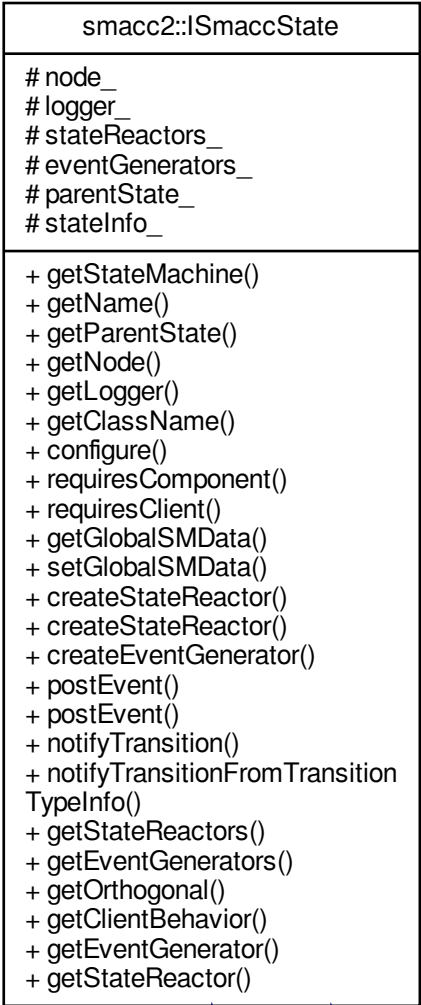 smacc2::ISmaccState
# node_
# logger_
# stateReactors_
# eventGenerators_
# parentState_
# stateInfo_
+ getStateMachine()
+ getName()
+ getParentState()
+ getNode()
+ getLogger()
+ getClassName()
+ configure()
+ requiresComponent()
+ requiresClient()
+ getGlobalSMData()
+ setGlobalSMData()
+ createStateReactor()
+ createStateReactor()
+ createEventGenerator()
+ postEvent()
+ postEvent()
+ notifyTransition()
+ notifyTransitionFromTransition
TypeInfo()
+ getStateReactors()
+ getEventGenerators()
+ getOrthogonal()
+ getClientBehavior()
+ getEventGenerator()
+ getStateReactor()